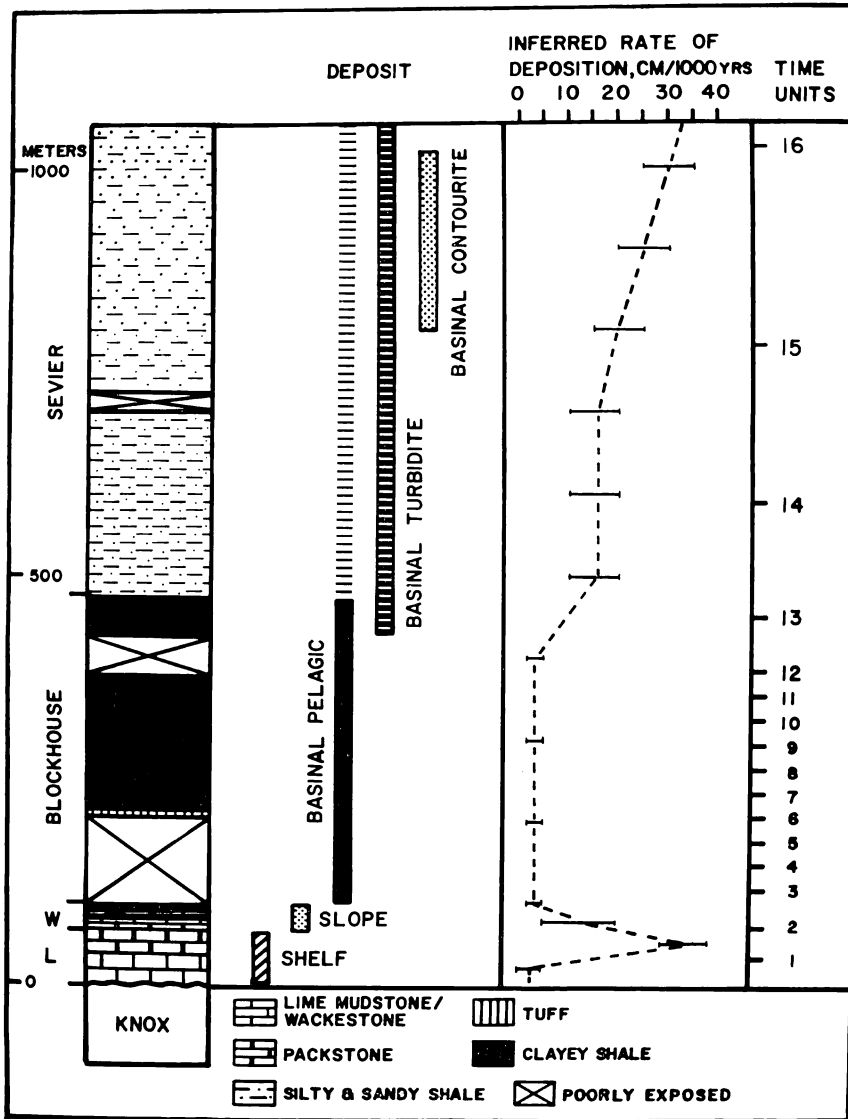 INFERRED RATE OF
DEPOSIT
DEPOSITION, CM/1000 YRS
TIME
UNITS
0 10 20 30 40
METERS
1000
500
0
SEVIER
BLOCKHOUSE
W
L
KNOX
BASINAL CONTOURITE
BASINAL TURBIDITE
BASINAL PELAGIC
SLOPE
SHELF
16
15
14
13
12
11
10
9
8
7
6
5
4
3
2
1
LIME MUDSTONE/
WACKESTONE
TUFF
PACKSTONE
CLAYEY SHALE
SILTY & SANDY SHALE
POORLY EXPOSED